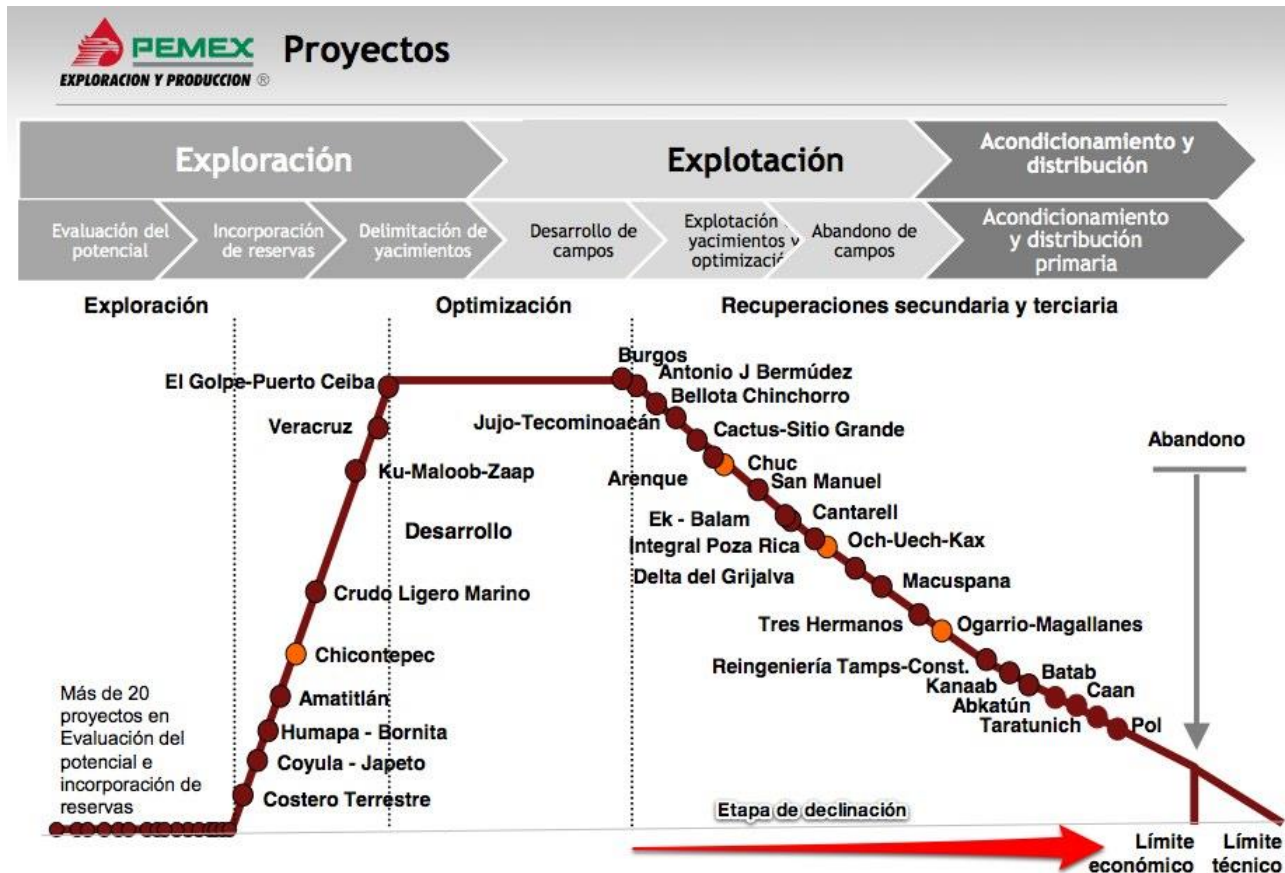 PEMEX
EXPLORACION Y PRODUCCION ®
Proyectos
Exploración
Explotación
Acondicionamiento y
distribución
Evaluación del
potencial
Incorporación
de reservas
Delimitación de
yacimientos
Desarrollo de
campos
Explotación
yacimientos y
optimizació
Abandono de
campos
Acondicionamiento
y distribución
primaria
Exploración
Optimización
Recuperaciones secundaria y terciaria
El Golpe-Puerto Ceiba
Veracruz
Ku-Maloob-Zaap
Desarrollo
Crudo Ligero Marino
Chicontepec
Amatitlán
Humapa - Bornita
Coyula - Japeto
Costero Terrestre
Más de 20
proyectos en
Evaluación del
potencial e
incorporación de
reservas
Burgos
Antonio J Bermúdez
Bellota Chinchorro
Jujo-Tecominoacán
Cactus-Sitio Grande
Chuc
Arenque
San Manuel
Cantarell
Ek - Balam
Integral Poza Rica
Och-Uech-Kax
Delta del Grijalva
Macuspana
Tres Hermanos
Ogarrio-Magallanes
Reingeniería Tamps-Const.
Kanaab
Batab
Abkatún
Caan
Taratunich
Pol
Abandono
Etapa de declinación
Límite
económico
Límite
técnico